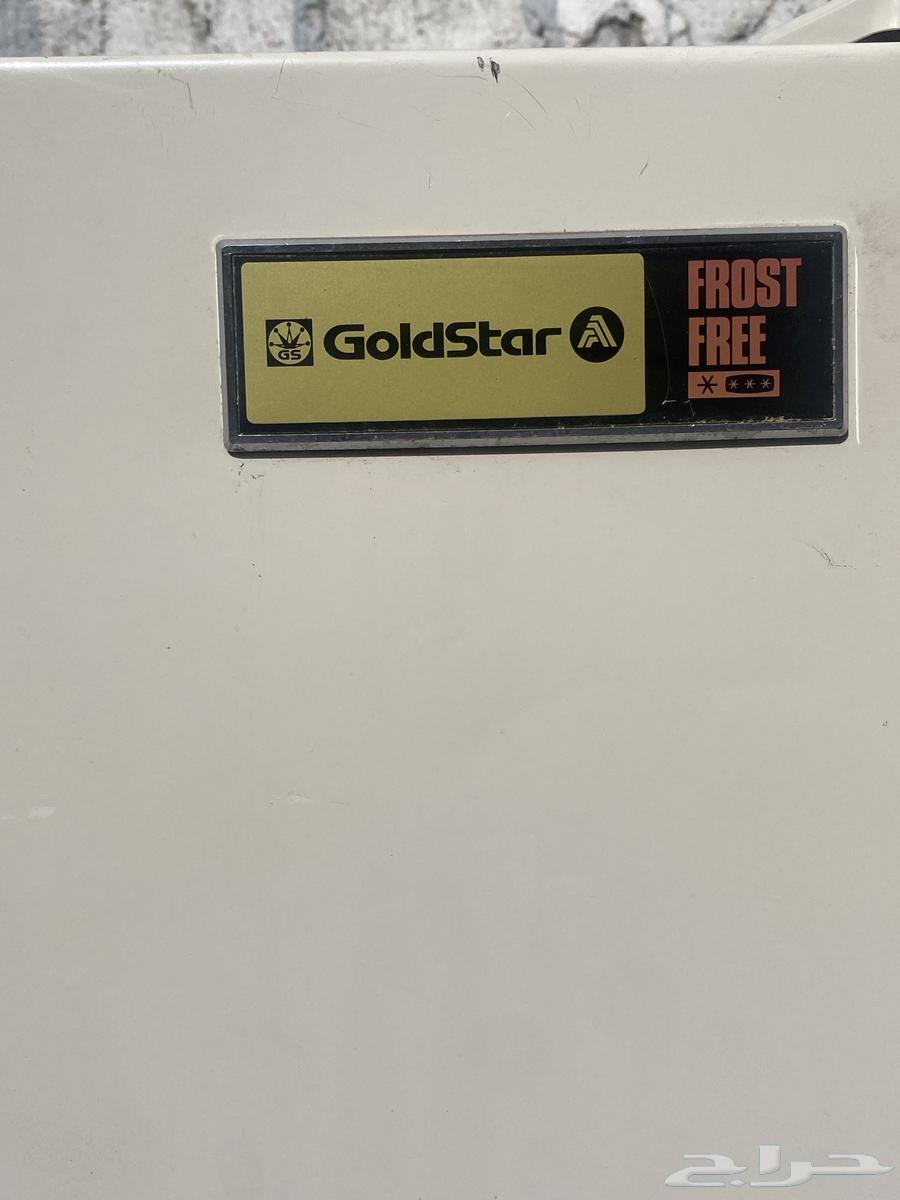 GS GoldStar
FROST
FREE
حراج